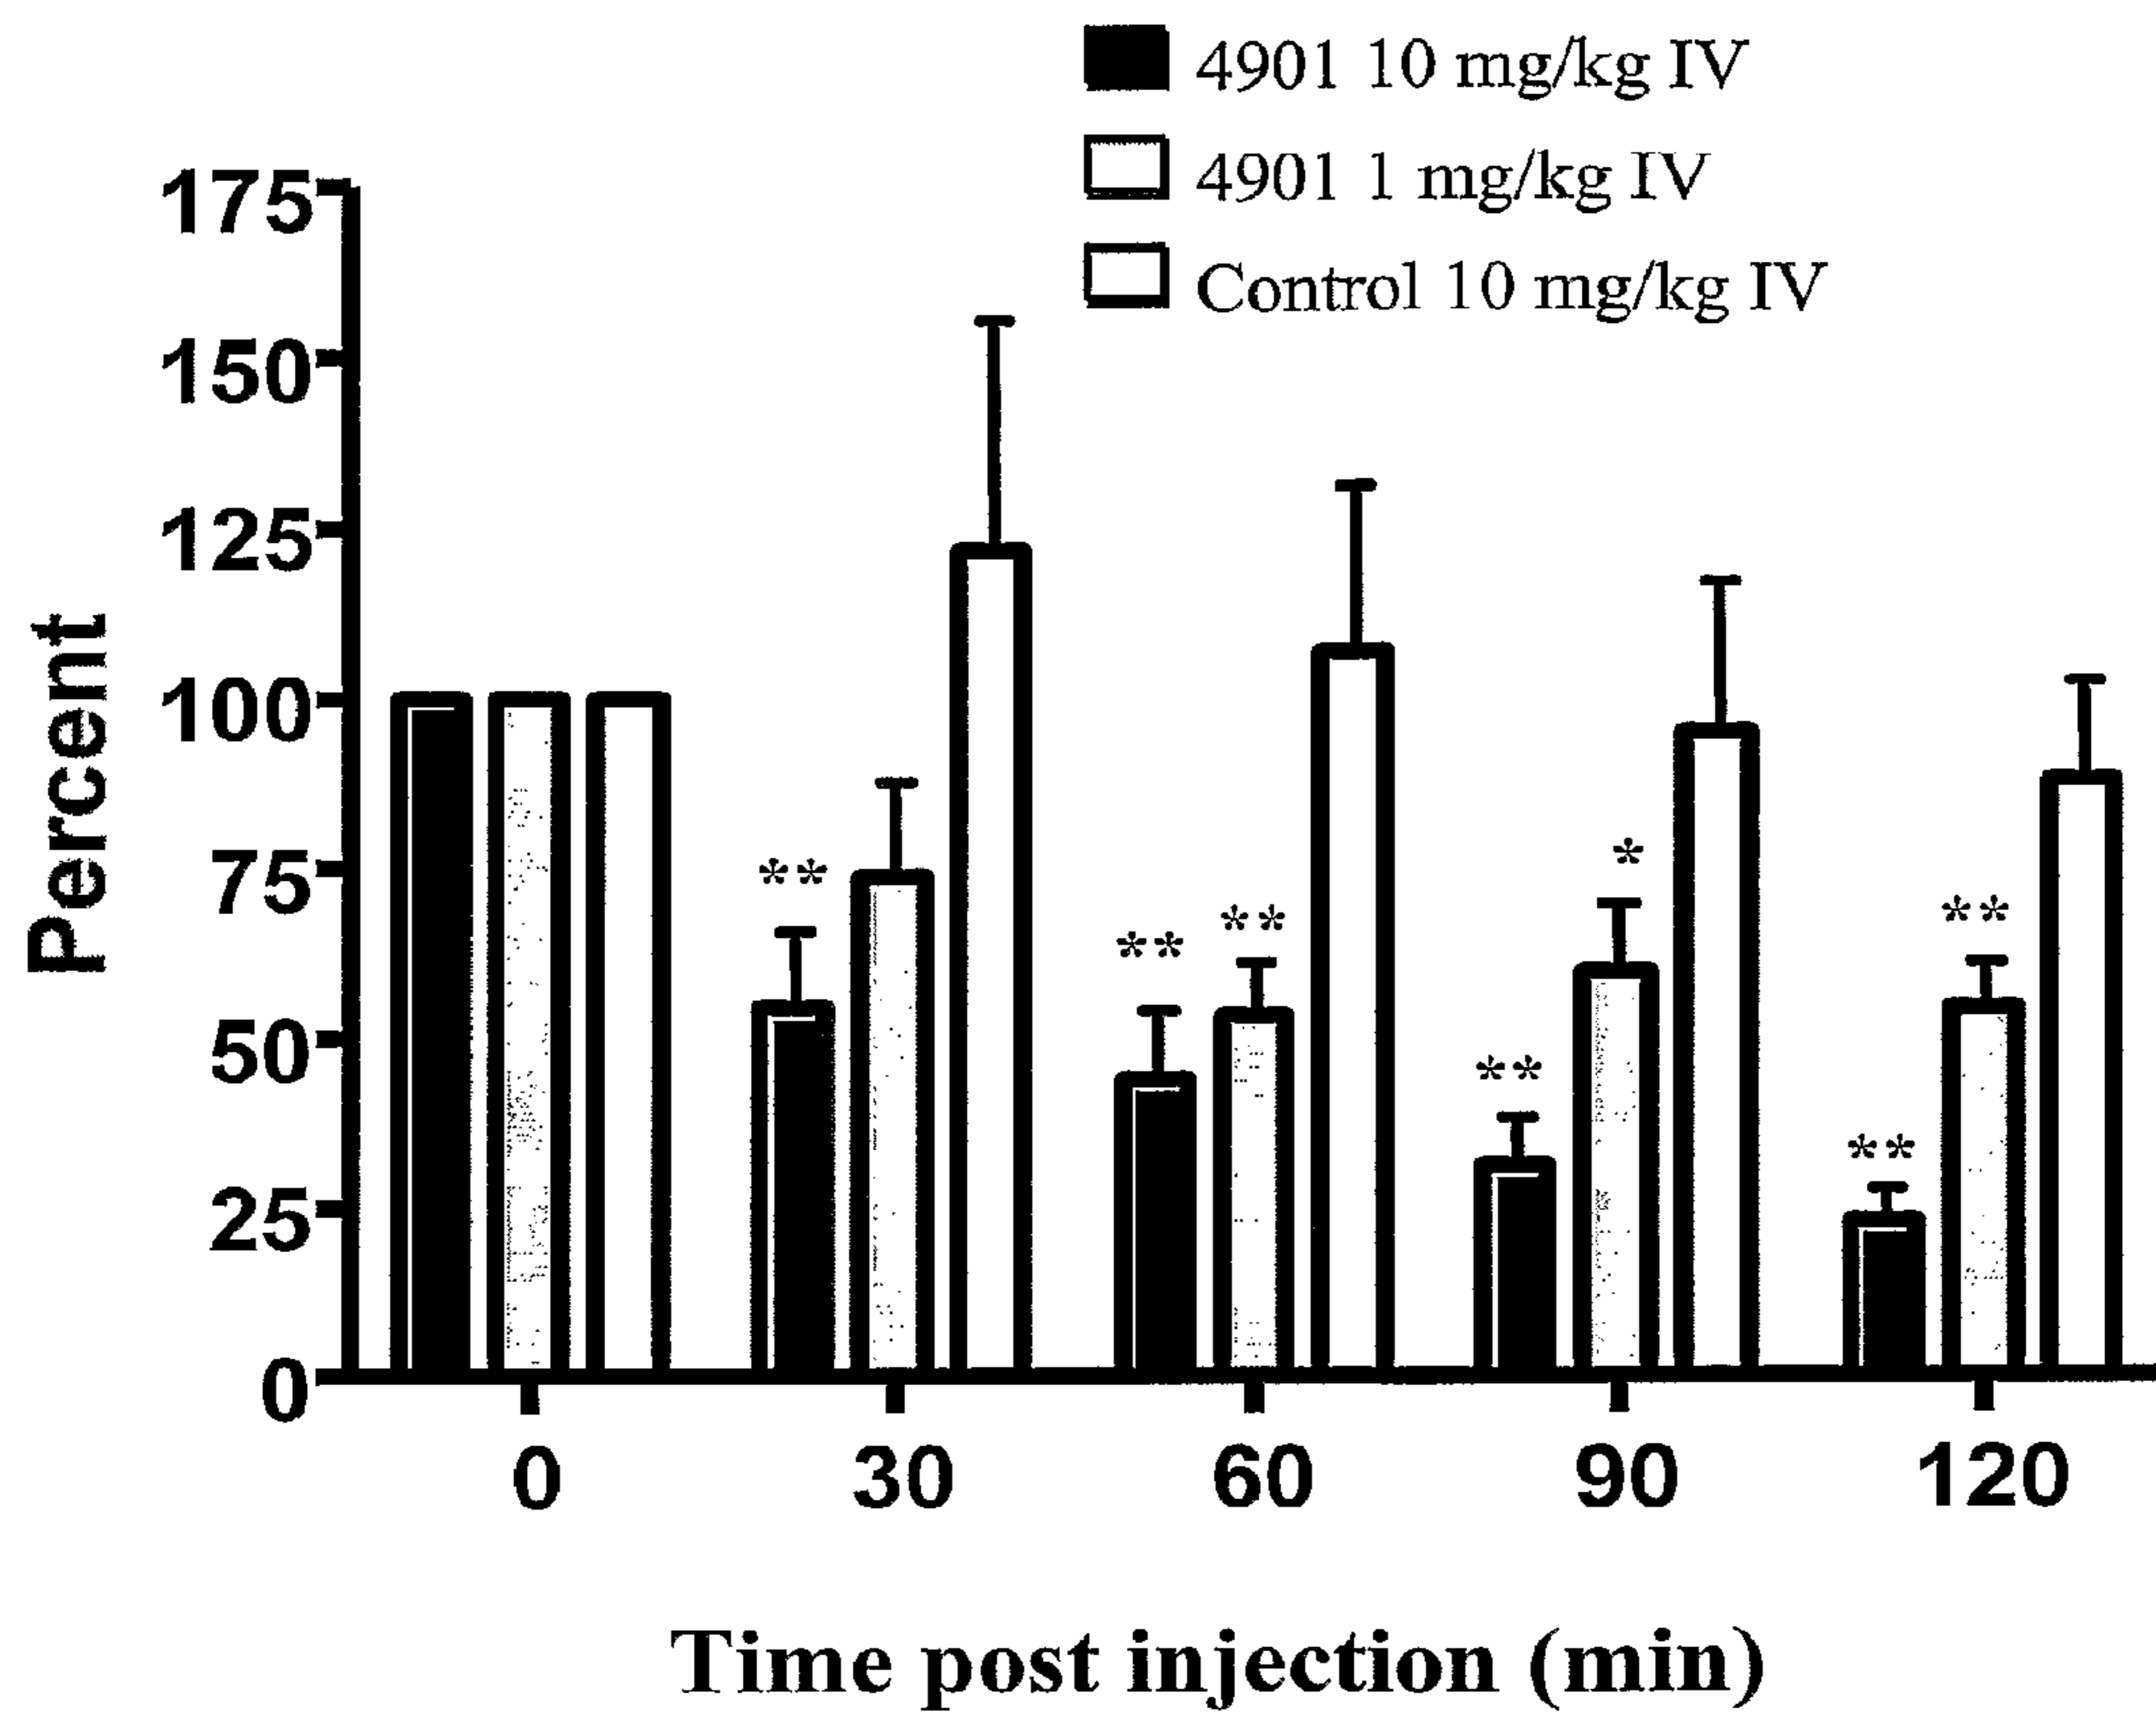 4901 10 mg/kg IV
4901 1 mg/kg IV
Control 10 mg/kg IV
175
150
125
100
75
50
25
0
Percent
**
**
**
**
*
**
**
0 30 60 90 120
Time post injection (min)